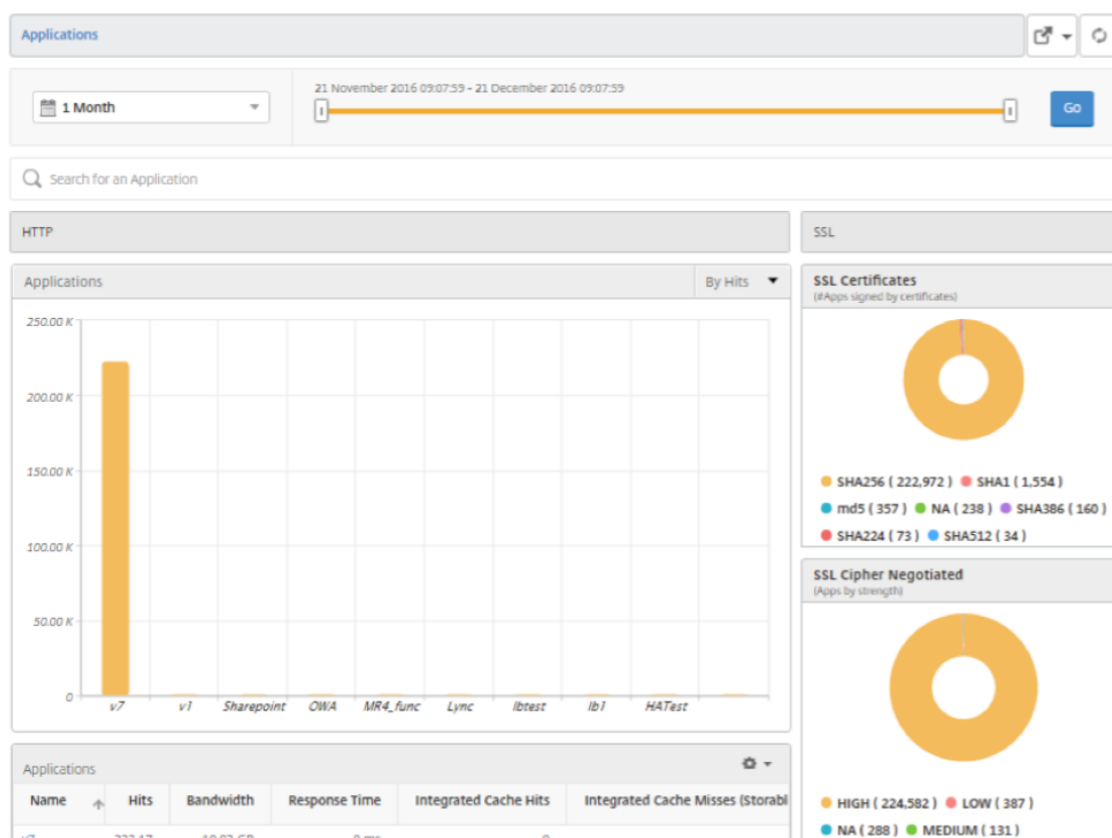 Applications
21 November 2016 09:07:59 - 21 December 2016 09:07:59
1 Month
Go
Search for an Application
HTTP
Applications
By Hits
250.00 K
200.00 K
150.00 K
100.00 K
50.00 K
0
v7 v1 Sharepoint OWA MR4_func Lync lbtest lb1 HATest
Applications
Name Hits Bandwidth Response Time Integrated Cache Hits Integrated Cache Misses (Storabl
SSL
SSL Certificates
(#Apps signed by certificates)
SHA256 ( 222,972 ) SHA1 ( 1,554 )
md5 ( 357 ) NA ( 238 ) SHA386 ( 160 )
SHA224 ( 73 ) SHA512 ( 34 )
SSL Cipher Negotiated
(Apps by strength)
HIGH ( 224,582 ) LOW ( 387 )
NA ( 288 ) MEDIUM ( 131 )